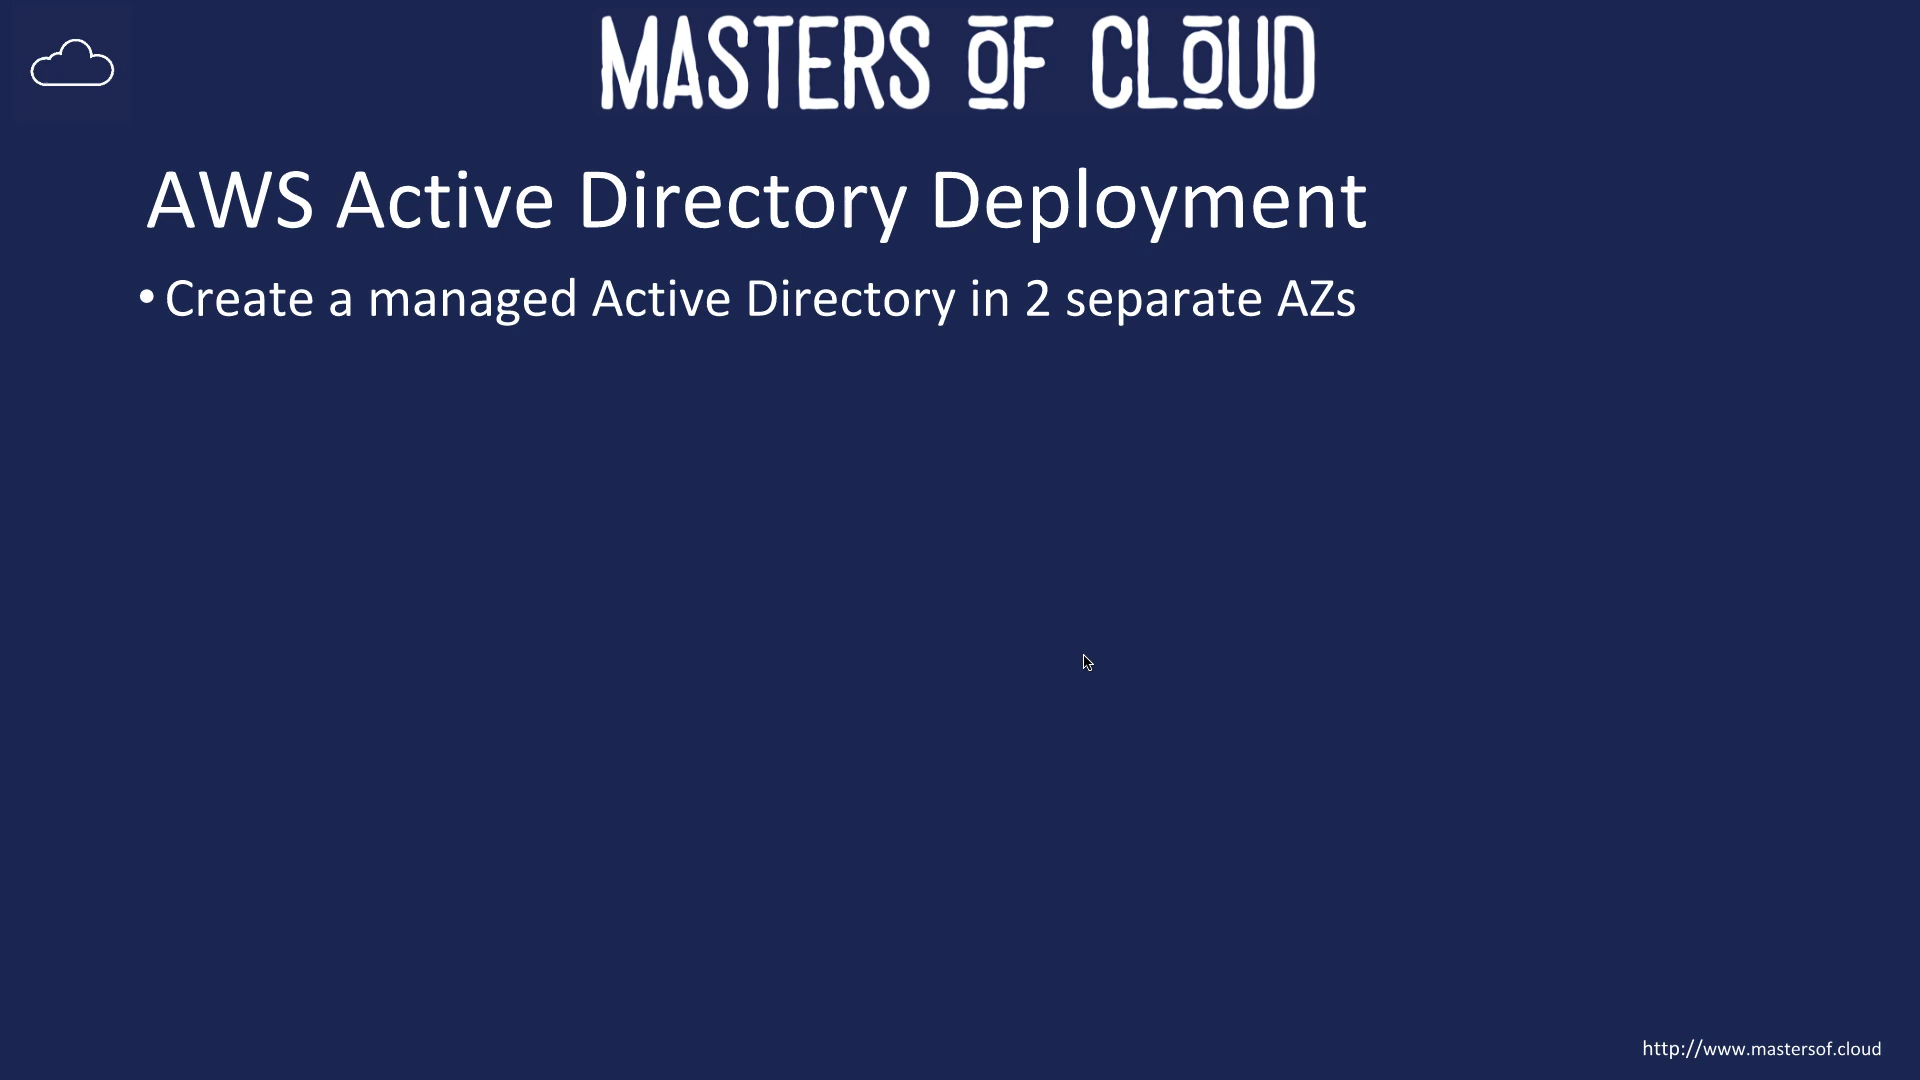 MASTERS OF CLOUD
AWS Active Directory Deployment
• Create a managed Active Directory in 2 separate AZs
http://www.mastersof.cloud